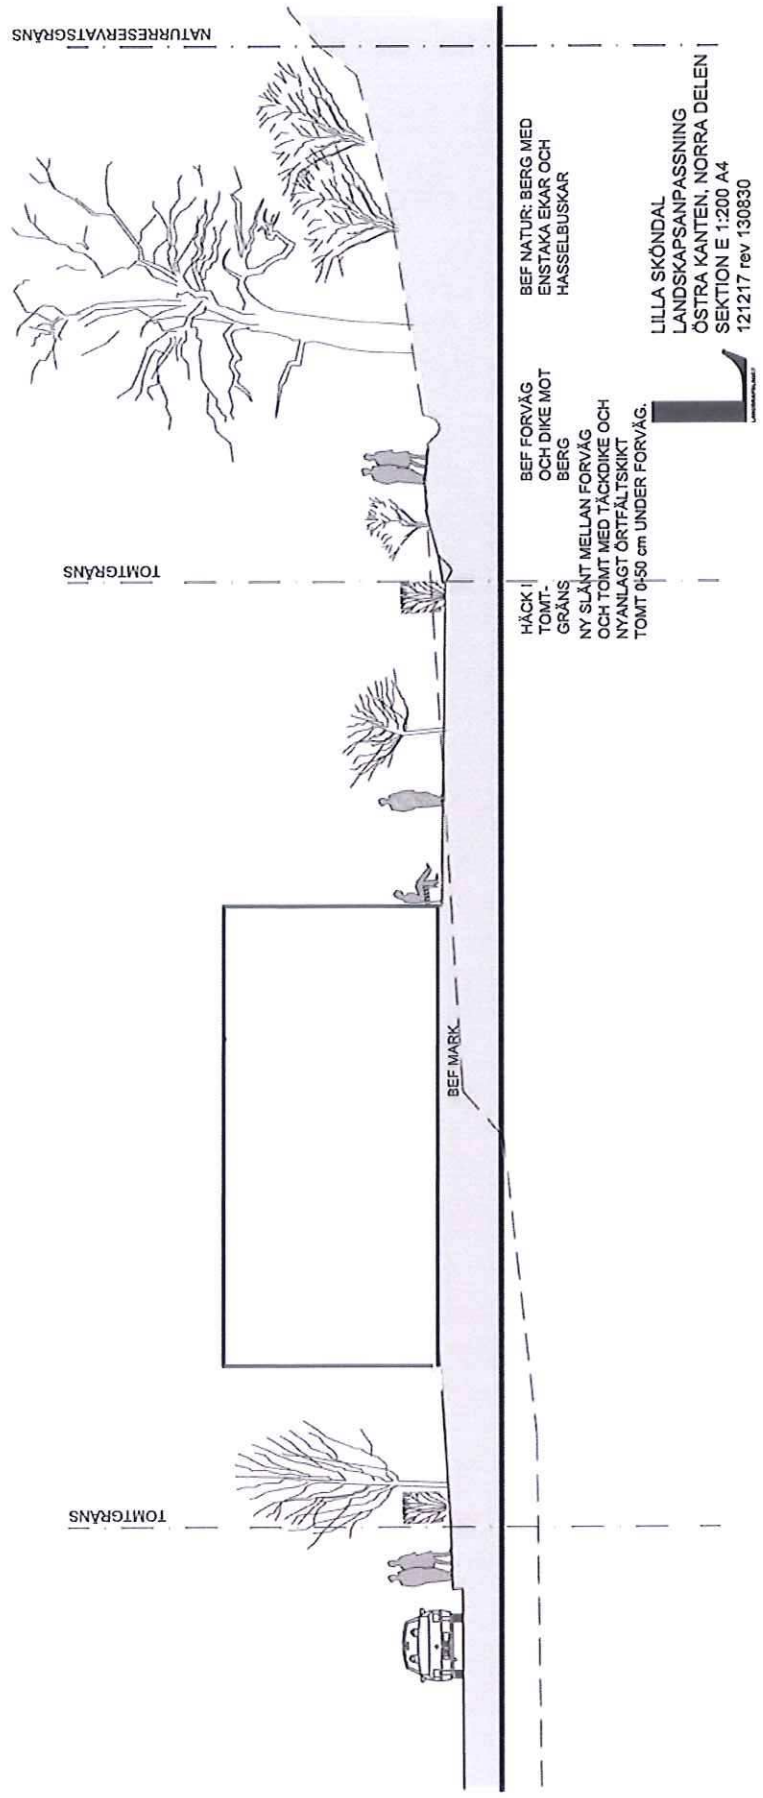 NATURRESERVATSGRÄNS
TOMTGRÄNS
TOMTGRÄNS
BEF MARK
HÄCK I
TOMT-
GRÄNS
BEF FORVÄG
OCH DIKE MOT
BERG
BEF NATUR: BERG MED
ENSTAKA EKAR OCH
HASSELBUSKAR
NY SLÄNT MELLAN FORVÄG
OCH TOMT MED TÄCKDIKE OCH
NYANLAGT ÖRTFÄLTSKIKT
TOMT 0-50 cm UNDER FORVÄG.
LILLA SKÖNDAL
LANDSKAPSANPASSNING
ÖSTRA KANTEN, NORRA DELEN
SEKTION E 1:200 A4
121217 rev 130830